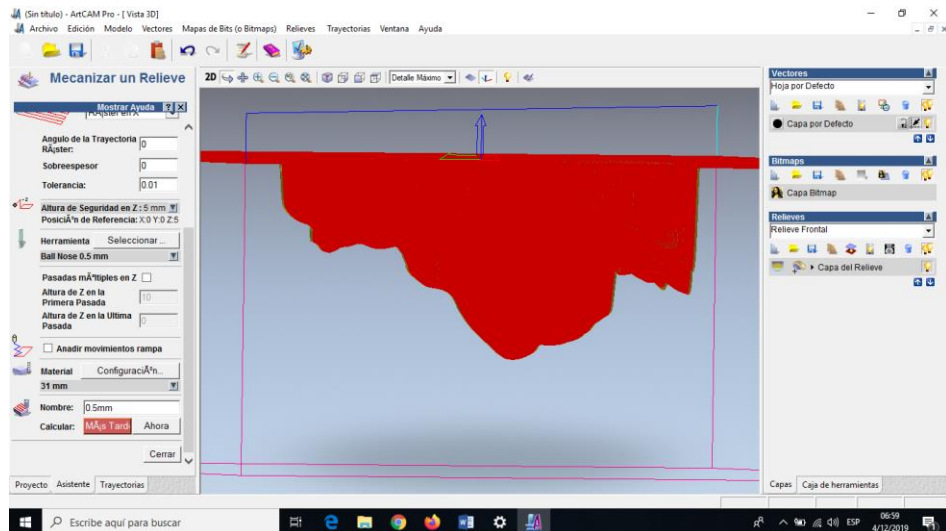 (Sin título) - ArtCAM Pro - [ Vista 3D]
Archivo Edición Modelo Vectores Mapas de Bits (o Bitmaps) Relieves Trayectorias Ventana Ayuda
Mecanizar un Relieve
Mostrar Ayuda
Angulo de la Trayectoria
RÃ¡ster:
0
Sobreespesor
0
Tolerancia:
0.01
Altura de Seguridad en Z : 5 mm
PosiciÃ³n de Referencia: X:0 Y:0 Z:5
Herramienta
Seleccionar ...
Ball Nose 0.5 mm
Pasadas mÃºltiples en Z
Altura de Z en la
Primera Pasada
10
Altura de Z en la Ultima
Pasada
0
Anadir movimientos rampa
Material
ConfiguraciÃ³n...
31 mm
Nombre:
0.5mm
Calcular:
MÃ¡s Tard
Ahora
Cerrar
Proyecto Asistente Trayectorias
2D
Detalle Máximo
Vectores
Hoja por Defecto
Capa por Defecto
Bitmaps
Capa Bitmap
Relieves
Relieve Frontal
Capa del Relieve
Capas Caja de herramientas
Escribe aquí para buscar
ESP
06:59
4/12/2019